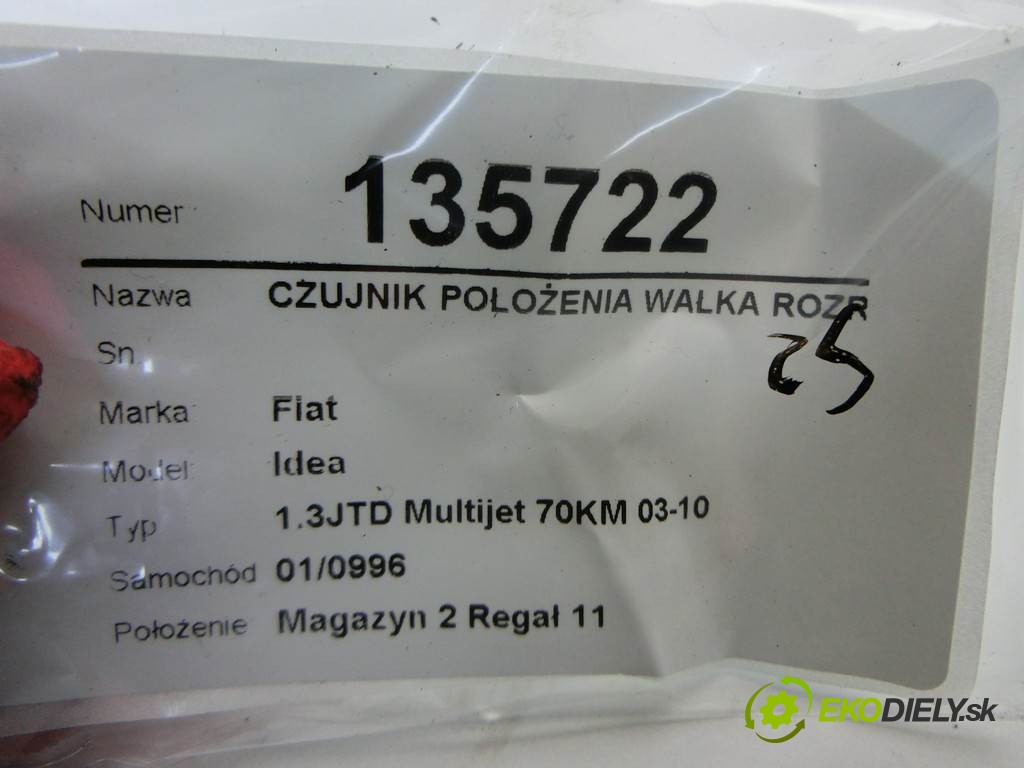 Numer 135722
Nazwa CZUJNIK POŁOŻENIA WAŁKA ROZR
25
Sn
Marka Fiat
Model Idea
Typ 1.3JTD Multijet 70KM 03-10
Samochód 01/0996
Położenie Magazyn 2 Regał 11
EKODIELY.sk